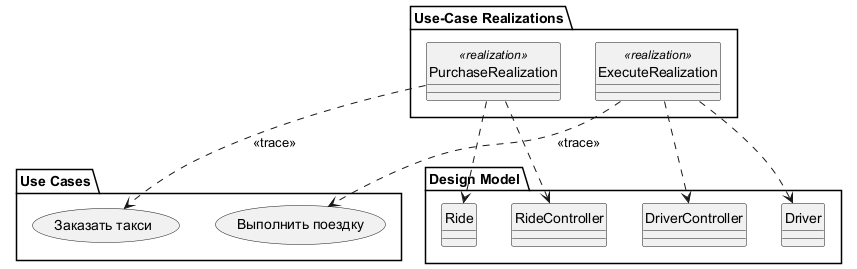 Use-Case Realizations
«realization»
PurchaseRealization
«realization»
ExecuteRealization
«trace»
«trace»
Use Cases
Заказать такси
Выполнить поездку
Design Model
Ride
RideController
DriverController
Driver